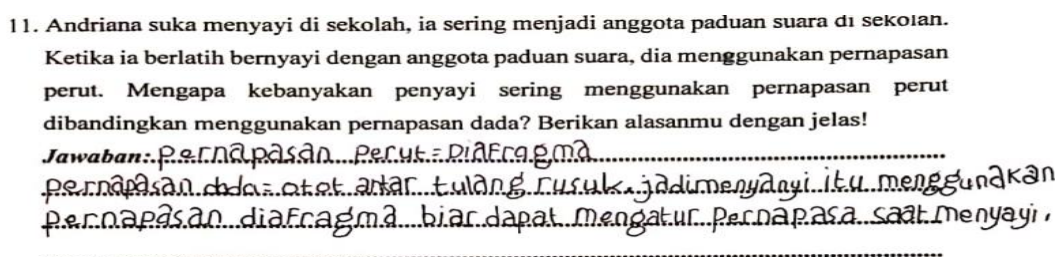 11. Andriana suka menyayi di sekolah, ia sering menjadi anggota paduan suara di sekolah.
Ketika ia berlatih bernyayi dengan anggota paduan suara, dia menggunakan pernapasan
perut. Mengapa kebanyakan penyayi sering menggunakan pernapasan perut
dibandingkan menggunakan pernapasan dada? Berikan alasanmu dengan jelas!
Jawaban: pernapasan perut = Diafragma
pernapasan dada = otot antar tulang rusuk. jadi menyanyi itu menggunakan
pernapasan diafragma biar dapat mengatur pernapasa saat menyayi,